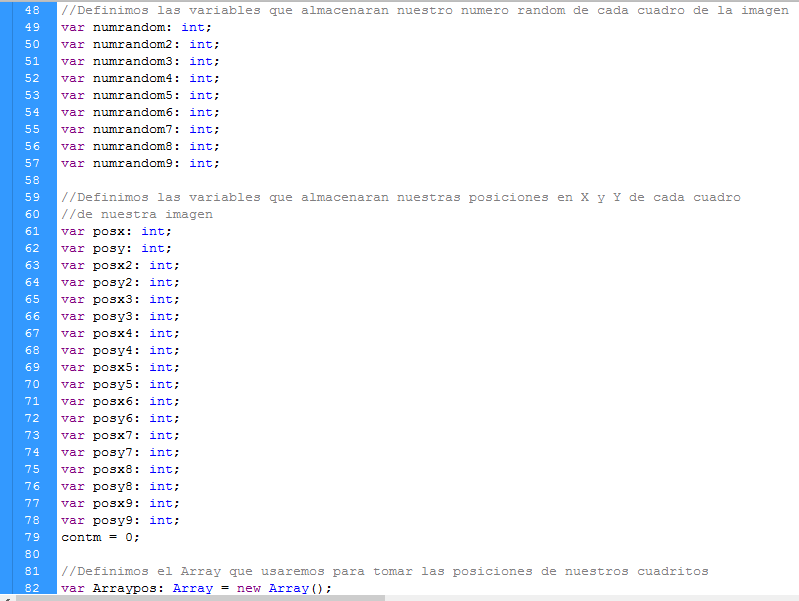 48 //Definimos las variables que almacenaran nuestro numero random de cada cuadro de la imagen
49 var numrandom: int;
50 var numrandom2: int;
51 var numrandom3: int;
52 var numrandom4: int;
53 var numrandom5: int;
54 var numrandom6: int;
55 var numrandom7: int;
56 var numrandom8: int;
57 var numrandom9: int;
58
59 //Definimos las variables que almacenaran nuestras posiciones en X y Y de cada cuadro
60 //de nuestra imagen
61 var posx: int;
62 var posy: int;
63 var posx2: int;
64 var posy2: int;
65 var posx3: int;
66 var posy3: int;
67 var posx4: int;
68 var posy4: int;
69 var posx5: int;
70 var posy5: int;
71 var posx6: int;
72 var posy6: int;
73 var posx7: int;
74 var posy7: int;
75 var posx8: int;
76 var posy8: int;
77 var posx9: int;
78 var posy9: int;
79 contm = 0;
80
81 //Definimos el Array que usaremos para tomar las posiciones de nuestros cuadritos
82 var Arraypos: Array = new Array();